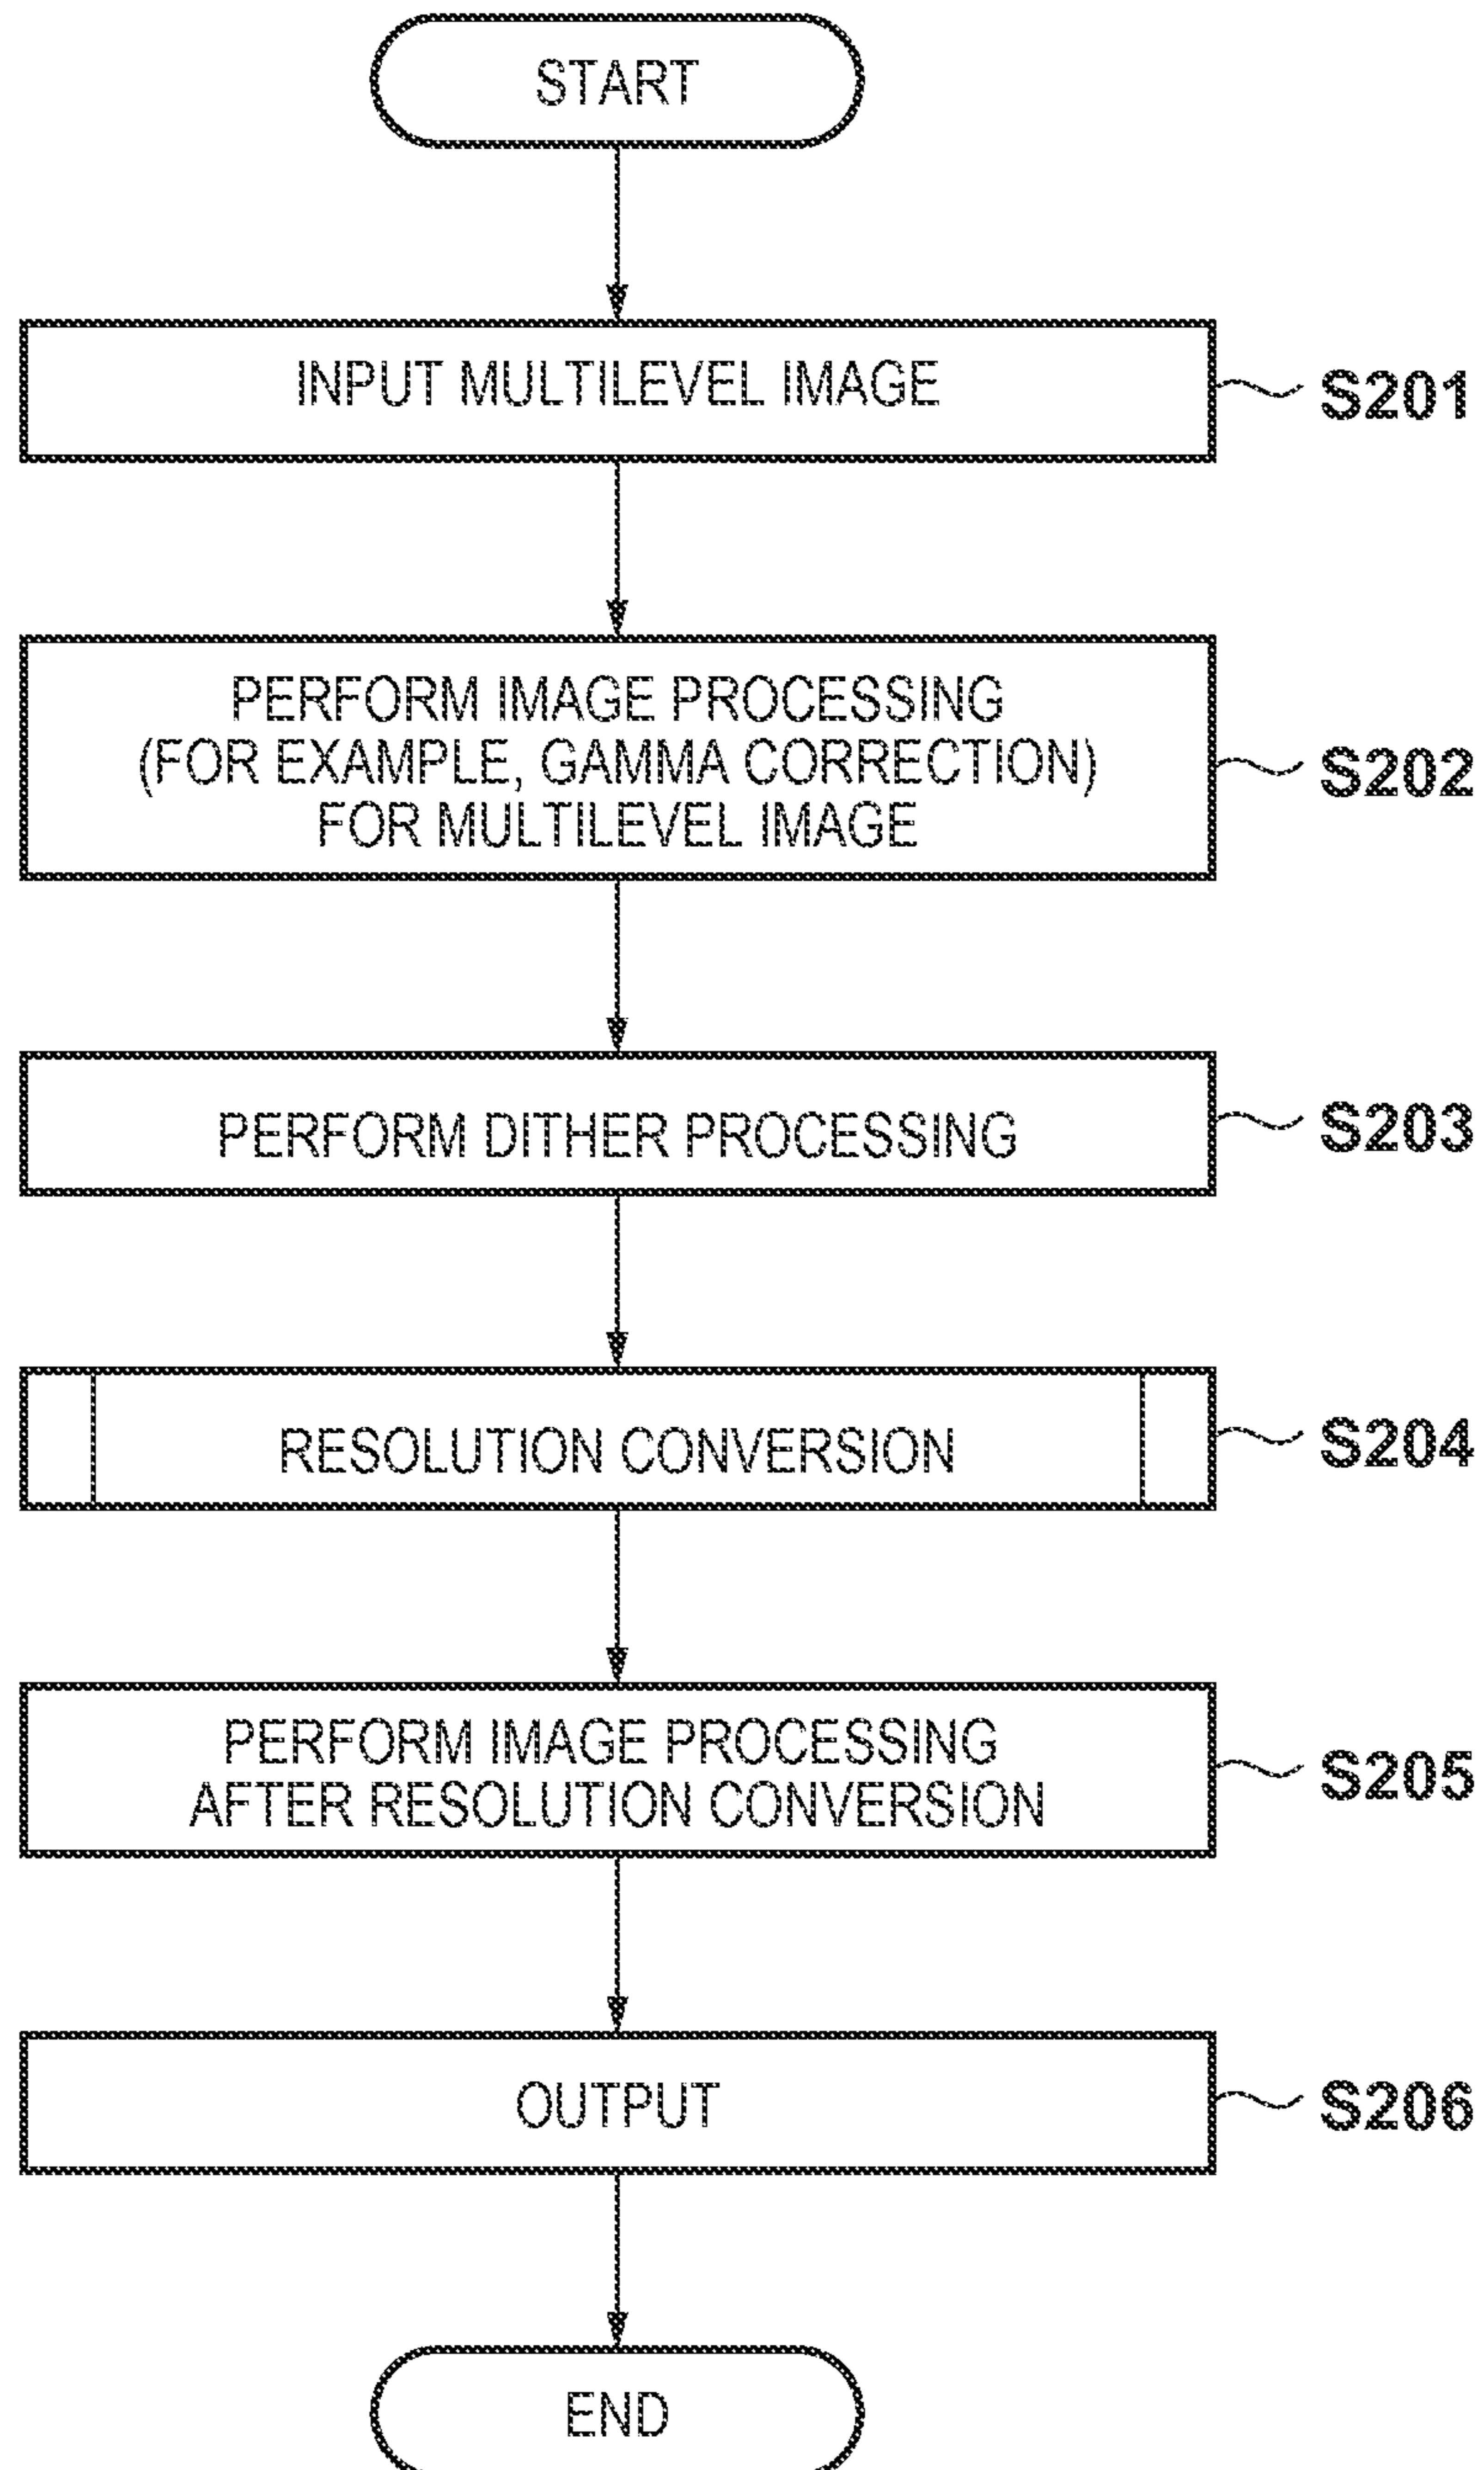 START
INPUT MULTILEVEL IMAGE
S201
PERFORM IMAGE PROCESSING
(FOR EXAMPLE, GAMMA CORRECTION)
FOR MULTILEVEL IMAGE
S202
PERFORM DITHER PROCESSING
S203
RESOLUTION CONVERSION
S204
PERFORM IMAGE PROCESSING
AFTER RESOLUTION CONVERSION
S205
OUTPUT
S206
END